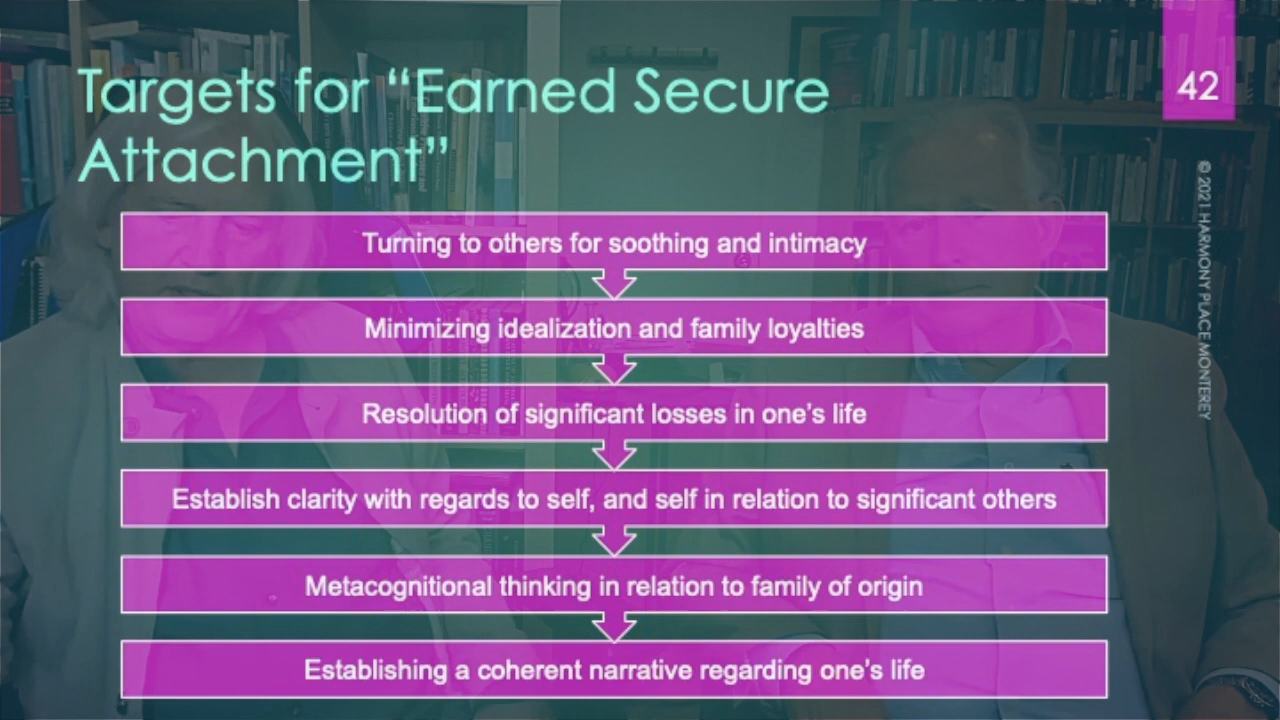 Targets for “Earned Secure
Attachment”
42
Turning to others for soothing and intimacy
Minimizing idealization and family loyalties
Resolution of significant losses in one’s life
Establish clarity with regards to self, and self in relation to significant others
Metacognitional thinking in relation to family of origin
Establishing a coherent narrative regarding one’s life
© 2021 HARMONY PLACE MONTEREY